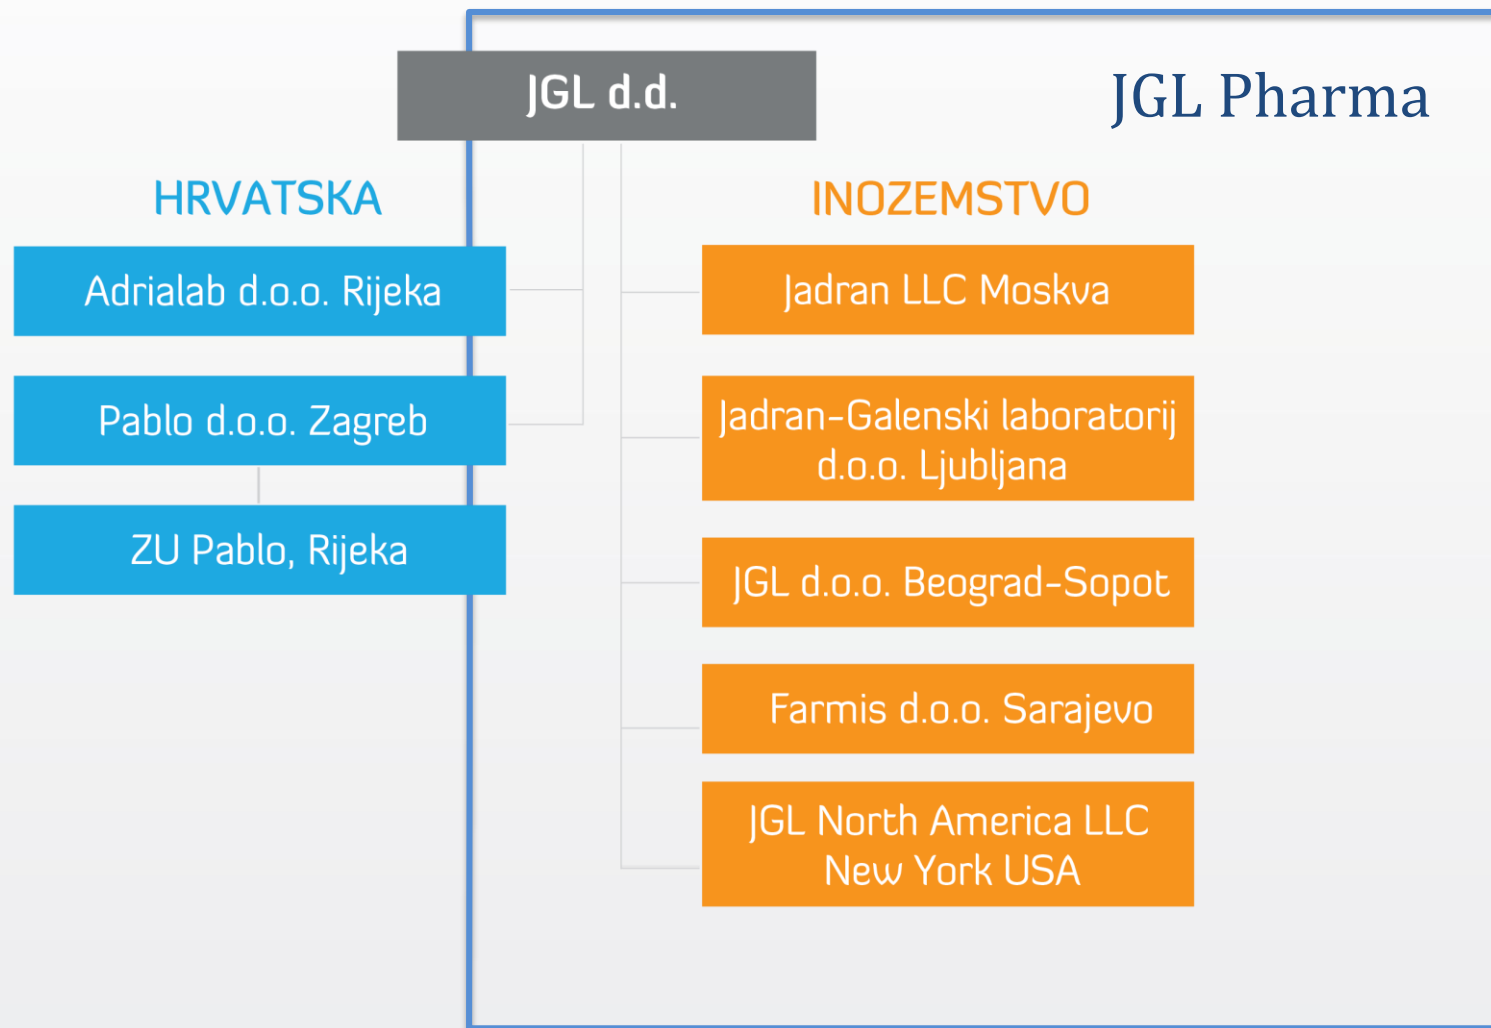 JGL d.d.
JGL Pharma
HRVATSKA
Adrialab d.o.o. Rijeka
Pablo d.o.o. Zagreb
ZU Pablo, Rijeka
INOZEMSTVO
Jadran LLC Moskva
Jadran-Galenski laboratorij
d.o.o. Ljubljana
JGL d.o.o. Beograd-Sopot
Farmis d.o.o. Sarajevo
JGL North America LLC
New York USA